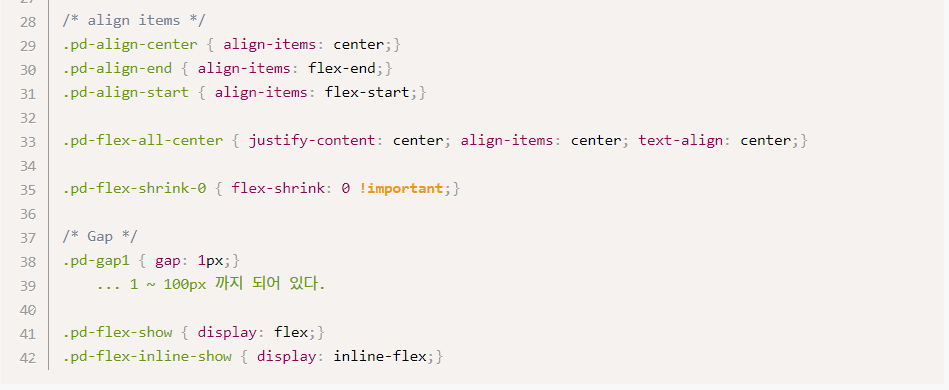 28 /* align items */
29 .pd-align-center { align-items: center;}
30 .pd-align-end { align-items: flex-end;}
31 .pd-align-start { align-items: flex-start;}
32
33 .pd-flex-all-center { justify-content: center; align-items: center; text-align: center;}
34
35 .pd-flex-shrink-0 { flex-shrink: 0 !important;}
36
37 /* Gap */
38 .pd-gap1 { gap: 1px;}
39 ... 1 ~ 100px 까지 되어 있다.
40
41 .pd-flex-show { display: flex;}
42 .pd-flex-inline-show { display: inline-flex;}